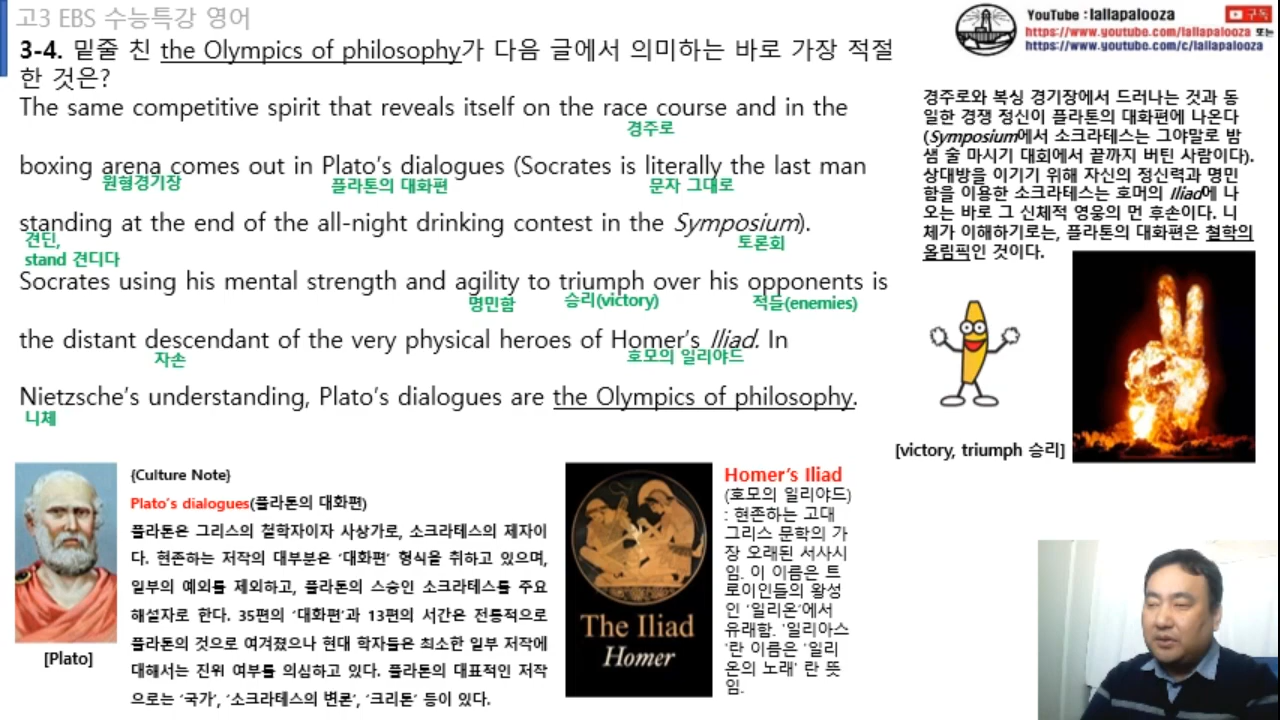 고3 EBS 수능특강 영어
YouTube : lallapalooza
구독
https://www.youtube.com/lallapalooza 또는
https://www.youtube.com/c/lallapalooza
3-4. 밑줄 친 the Olympics of philosophy가 다음 글에서 의미하는 바로 가장 적절
한 것은?
The same competitive spirit that reveals itself on the race course and in the
경주로
boxing arena comes out in Plato's dialogues (Socrates is literally the last man
원형경기장 플라톤의 대화편 문자 그대로
standing at the end of the all-night drinking contest in the Symposium).
견딘, 토론회
stand 견디다
Socrates using his mental strength and agility to triumph over his opponents is
명민함 승리(victory) 적들(enemies)
the distant descendant of the very physical heroes of Homer's Iliad. In
자손 호모의 일리야드
Nietzsche's understanding, Plato's dialogues are the Olympics of philosophy.
니체
경주로와 복싱 경기장에서 드러나는 것과 동
일한 경쟁 정신이 플라톤의 대화편에 나온다
(Symposium에서 소크라테스는 그야말로 밤
샘 술 마시기 대회에서 끝까지 버틴 사람이다).
상대방을 이기기 위해 자신의 정신력과 명민
함을 이용한 소크라테스는 호머의 Iliad에 나
오는 바로 그 신체적 영웅의 먼 후손이다. 니
체가 이해하기로는, 플라톤의 대화편은 철학의
올림픽인 것이다.
[victory, triumph 승리]
[Plato]
{Culture Note}
Plato's dialogues(플라톤의 대화편)
플라톤은 그리스의 철학자이자 사상가로, 소크라테스의 제자이
다. 현존하는 저작의 대부분은 '대화편' 형식을 취하고 있으며,
일부의 예외를 제외하고, 플라톤의 스승인 소크라테스를 주요
해설자로 한다. 35편의 '대화편'과 13편의 서간은 전통적으로
플라톤의 것으로 여겨졌으나 현대 학자들은 최소한 일부 저작에
대해서는 진위 여부를 의심하고 있다. 플라톤의 대표적인 저작
으로는 '국가', '소크라테스의 변론', '크리톤' 등이 있다.
The Iliad
Homer
Homer's Iliad
(호모의 일리야드)
: 현존하는 고대
그리스 문학의 가
장 오래된 서사시
임. 이 이름은 트
로이인들의 왕성
인 '일리온'에서
유래함. '일리아스
'란 이름은 '일리
온의 노래' 란 뜻
임.